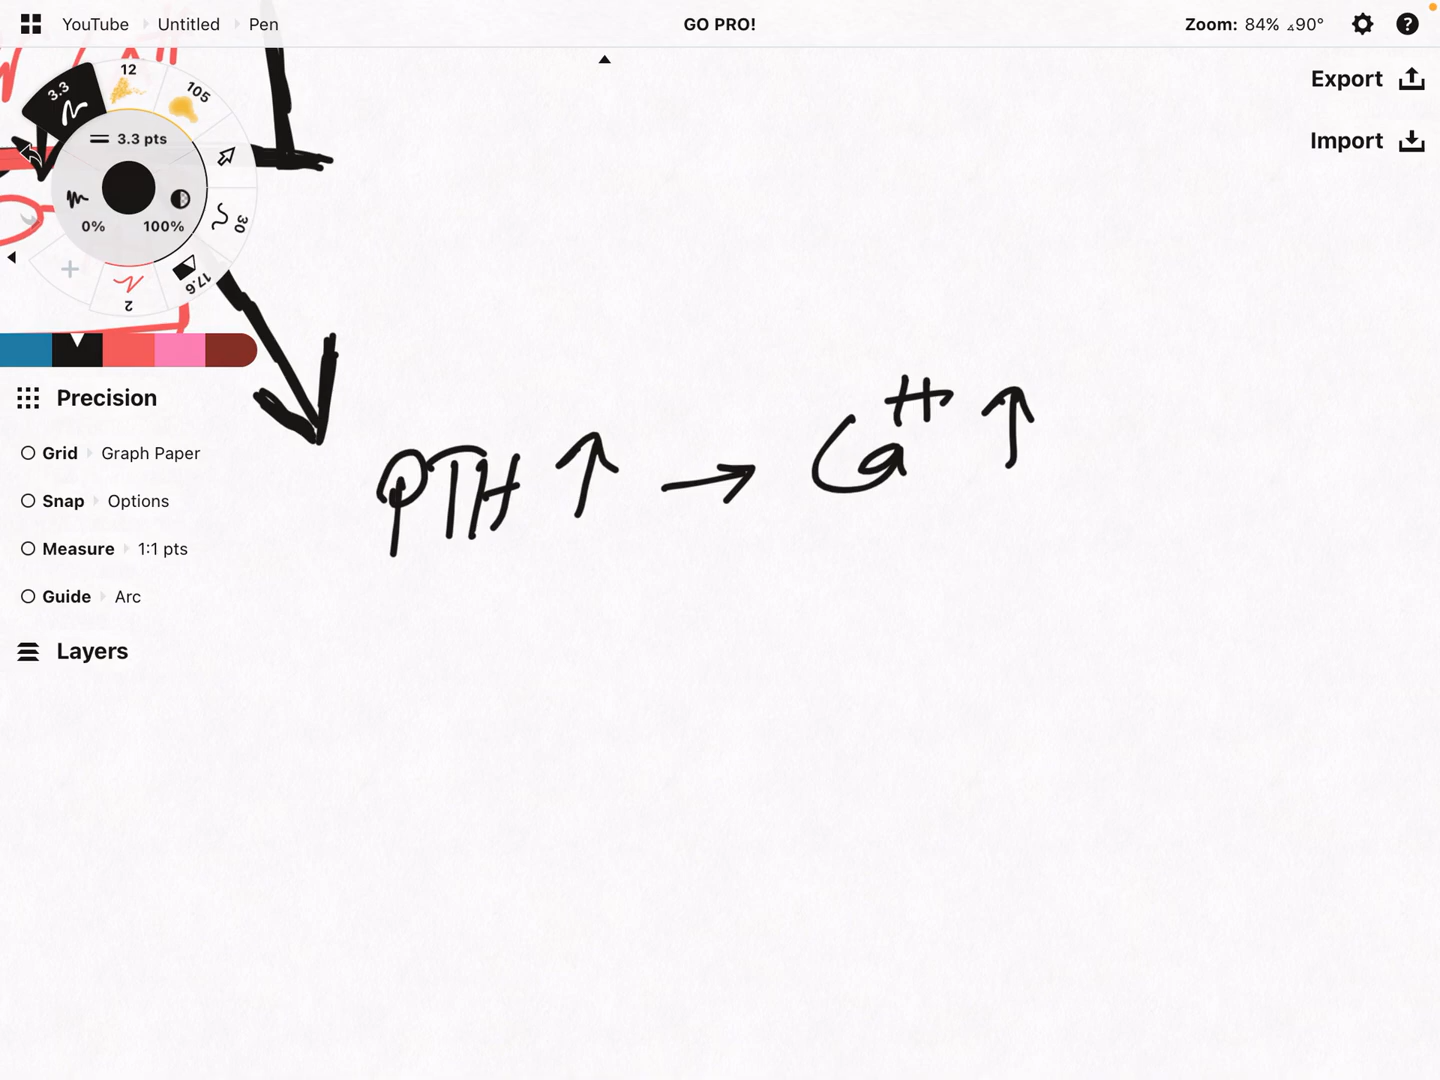 YouTube Untitled Pen
GO PRO!
Zoom: 84% ⦟90°
Export
Import
12
105
3.3
3.3 pts
30
0% 100%
17.6
2
Precision
Grid Graph Paper
Snap Options
Measure 1:1 pts
Guide Arc
Layers
PTH ↑ → Ca++ ↑